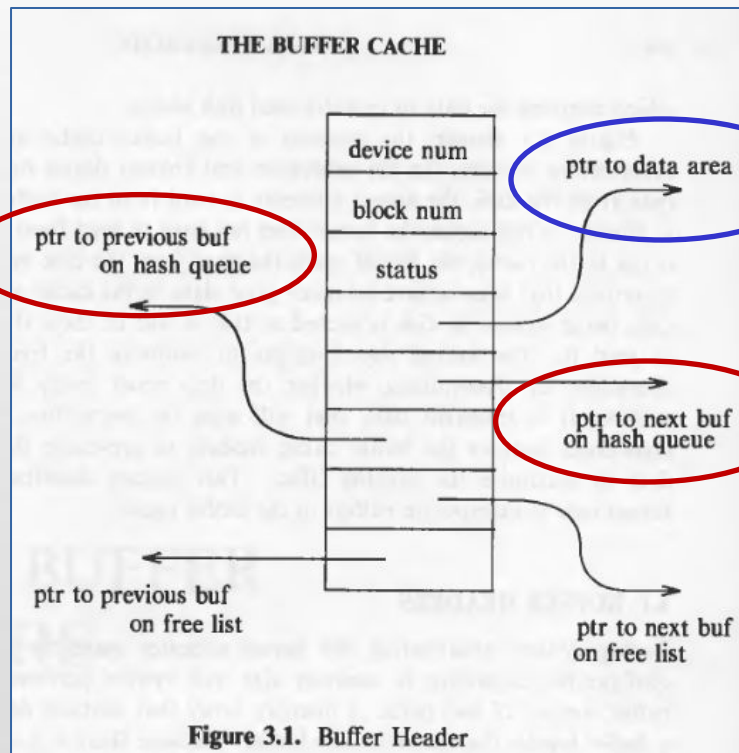 THE BUFFER CACHE
device num
ptr to data area
block num
ptr to previous buf
on hash queue
status
ptr to next buf
on hash queue
ptr to previous buf
on free list
ptr to next buf
on free list
Figure 3.1. Buffer Header